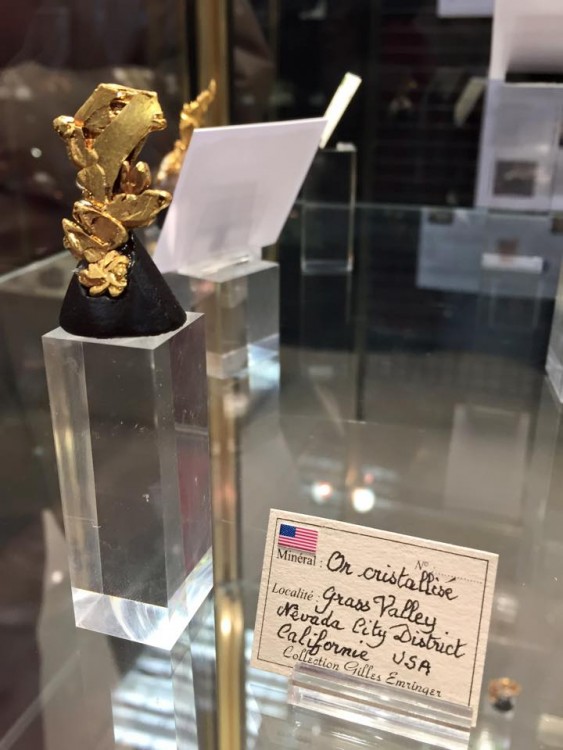 N°
Minéral : Or cristallisé
Localité : Grass Valley
Nevada City District
Californie USA
Collection Gilles Emringer